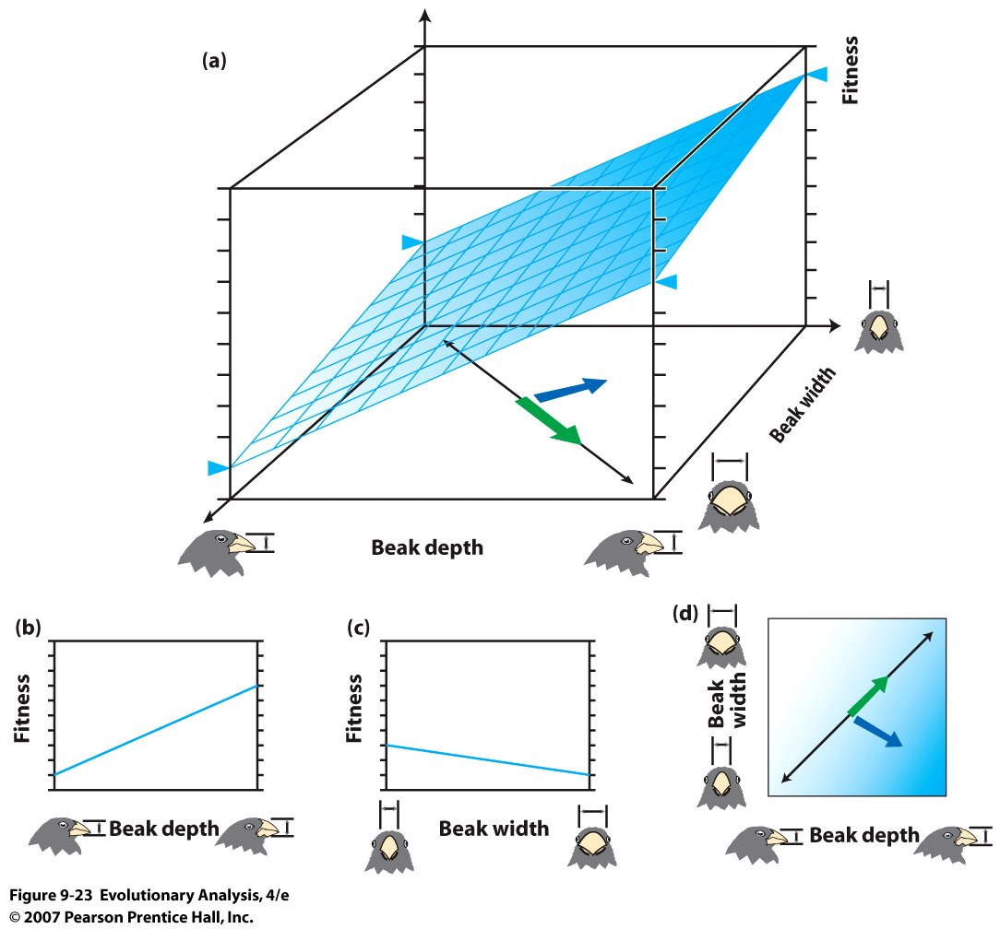 (a)
Fitness
Beak width
Beak depth
(b)
Fitness
Beak depth
(c)
Fitness
Beak width
(d)
Beak
width
Beak depth
Figure 9-23 Evolutionary Analysis, 4/e
© 2007 Pearson Prentice Hall, Inc.